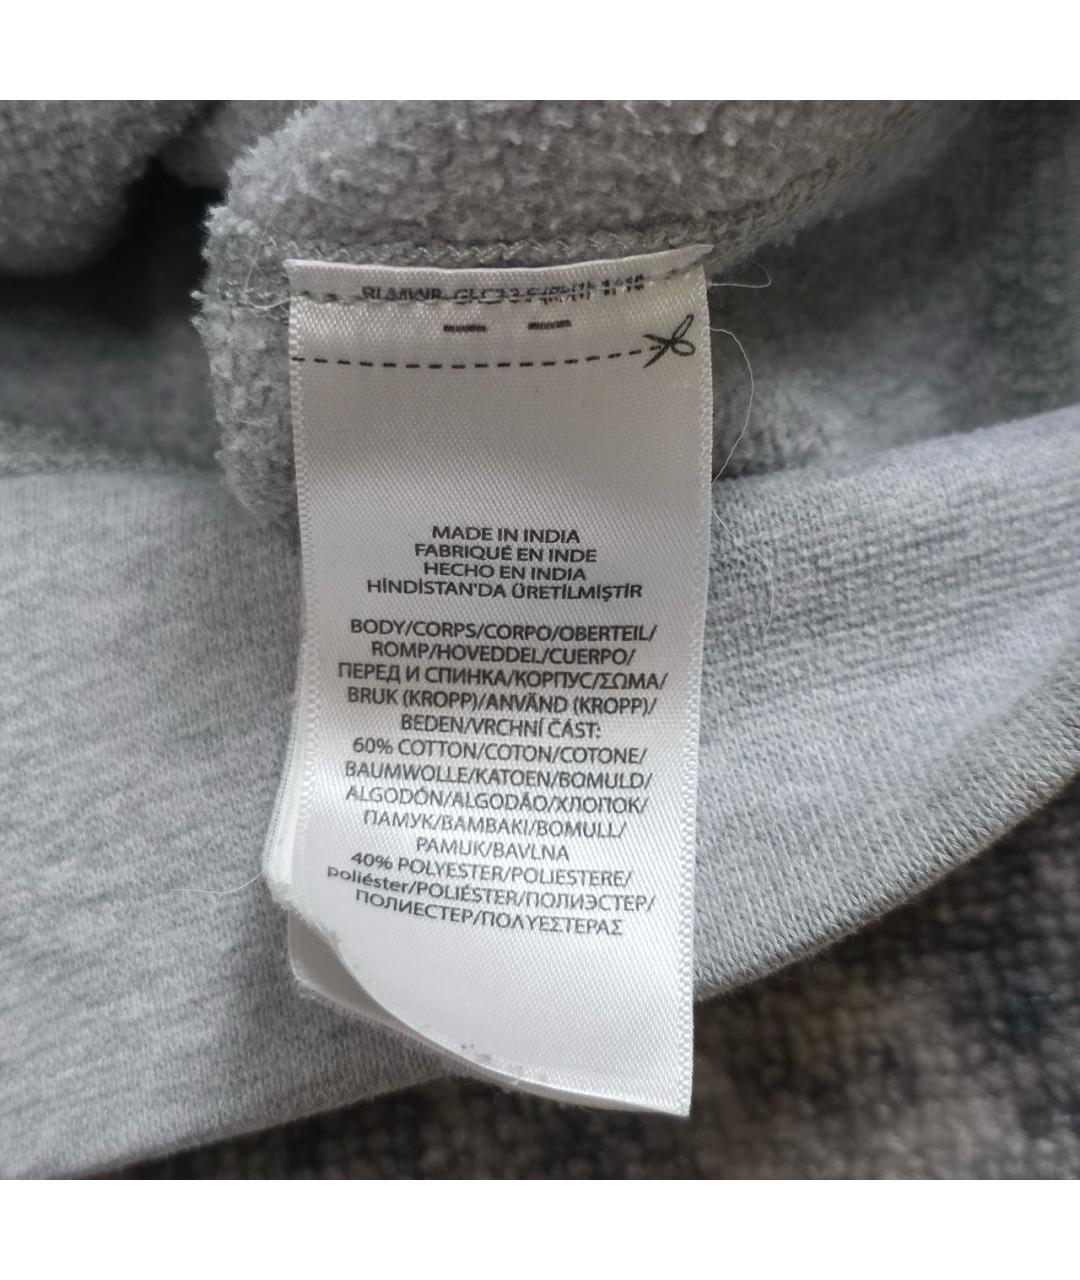 MADE IN INDIA
FABRIQUÉ EN INDE
HECHO EN INDIA
HİNDİSTAN'DA ÜRETİLMİŞTİR
BODY/CORPS/CORPO/OBERTEIL/
ROMP/HOVEDDEL/CUERPO/
ПЕРЕД И СПИНКА/КОРПУС/ΣΩΜΑ/
BRUK (KROPP)/ANVÄND (KROPP)/
BEDEN/VRCHNÍ ČÁST:
60% COTTON/COTON/COTONE/
BAUMWOLLE/KATOEN/BOMULD/
ALGODÓN/ALGODÃO/ХЛОПОК/
ПАМУК/ΒΑΜΒΑΚΙ/BOMULL/
PAMUK/BAVLNA
40% POLYESTER/POLIESTERE/
poliéster/POLIÉSTER/ПОЛИЭСТЕР/
ПОЛИЕСТЕР/ΠΟΛΥΕΣΤΕΡΑΣ